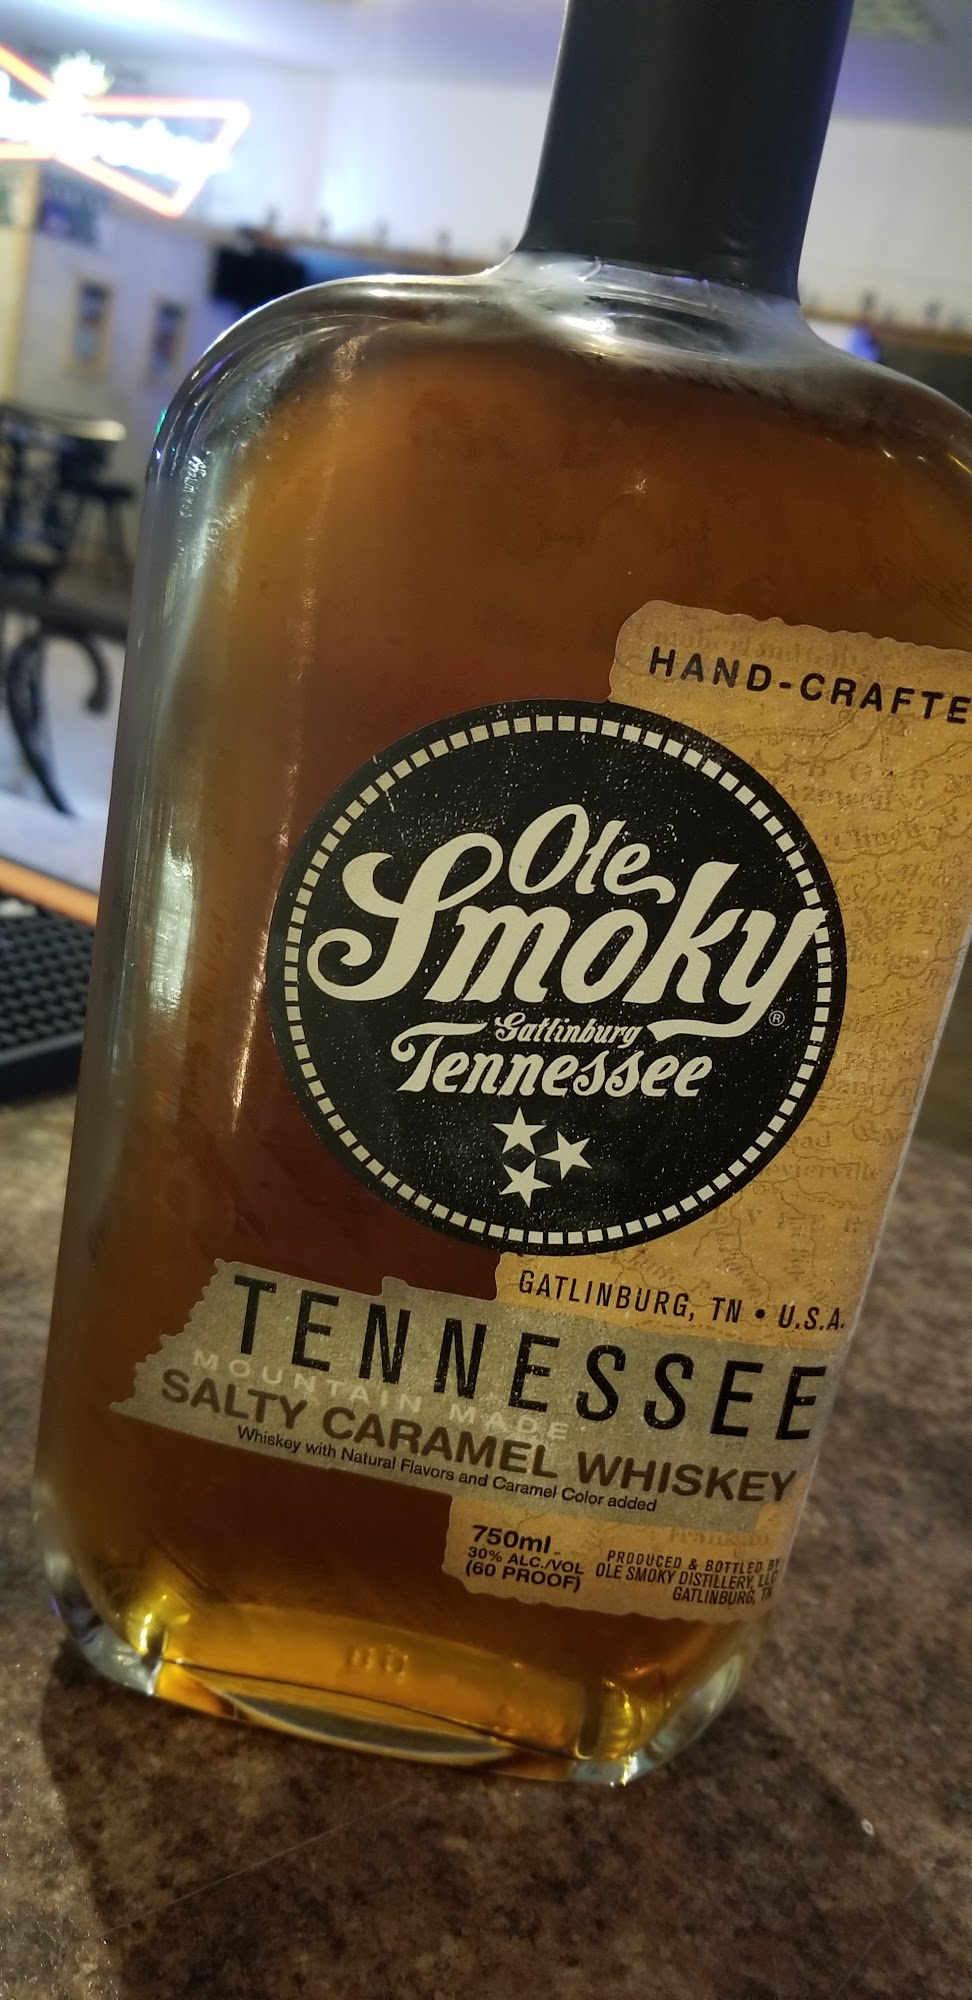 HAND-CRAFTE
Ole
Smoky
®
Gatlinburg
Tennessee
GATLINBURG, TN • U.S.A.
TENNESSEE
MOUNTAIN MADE
SALTY CARAMEL WHISKEY
Whiskey with Natural Flavors and Caramel Color added
750ml
30% ALC./VOL
(60 PROOF)
PRODUCED & BOTTLED BY
OLE SMOKY DISTILLERY, LLC
GATLINBURG, TN